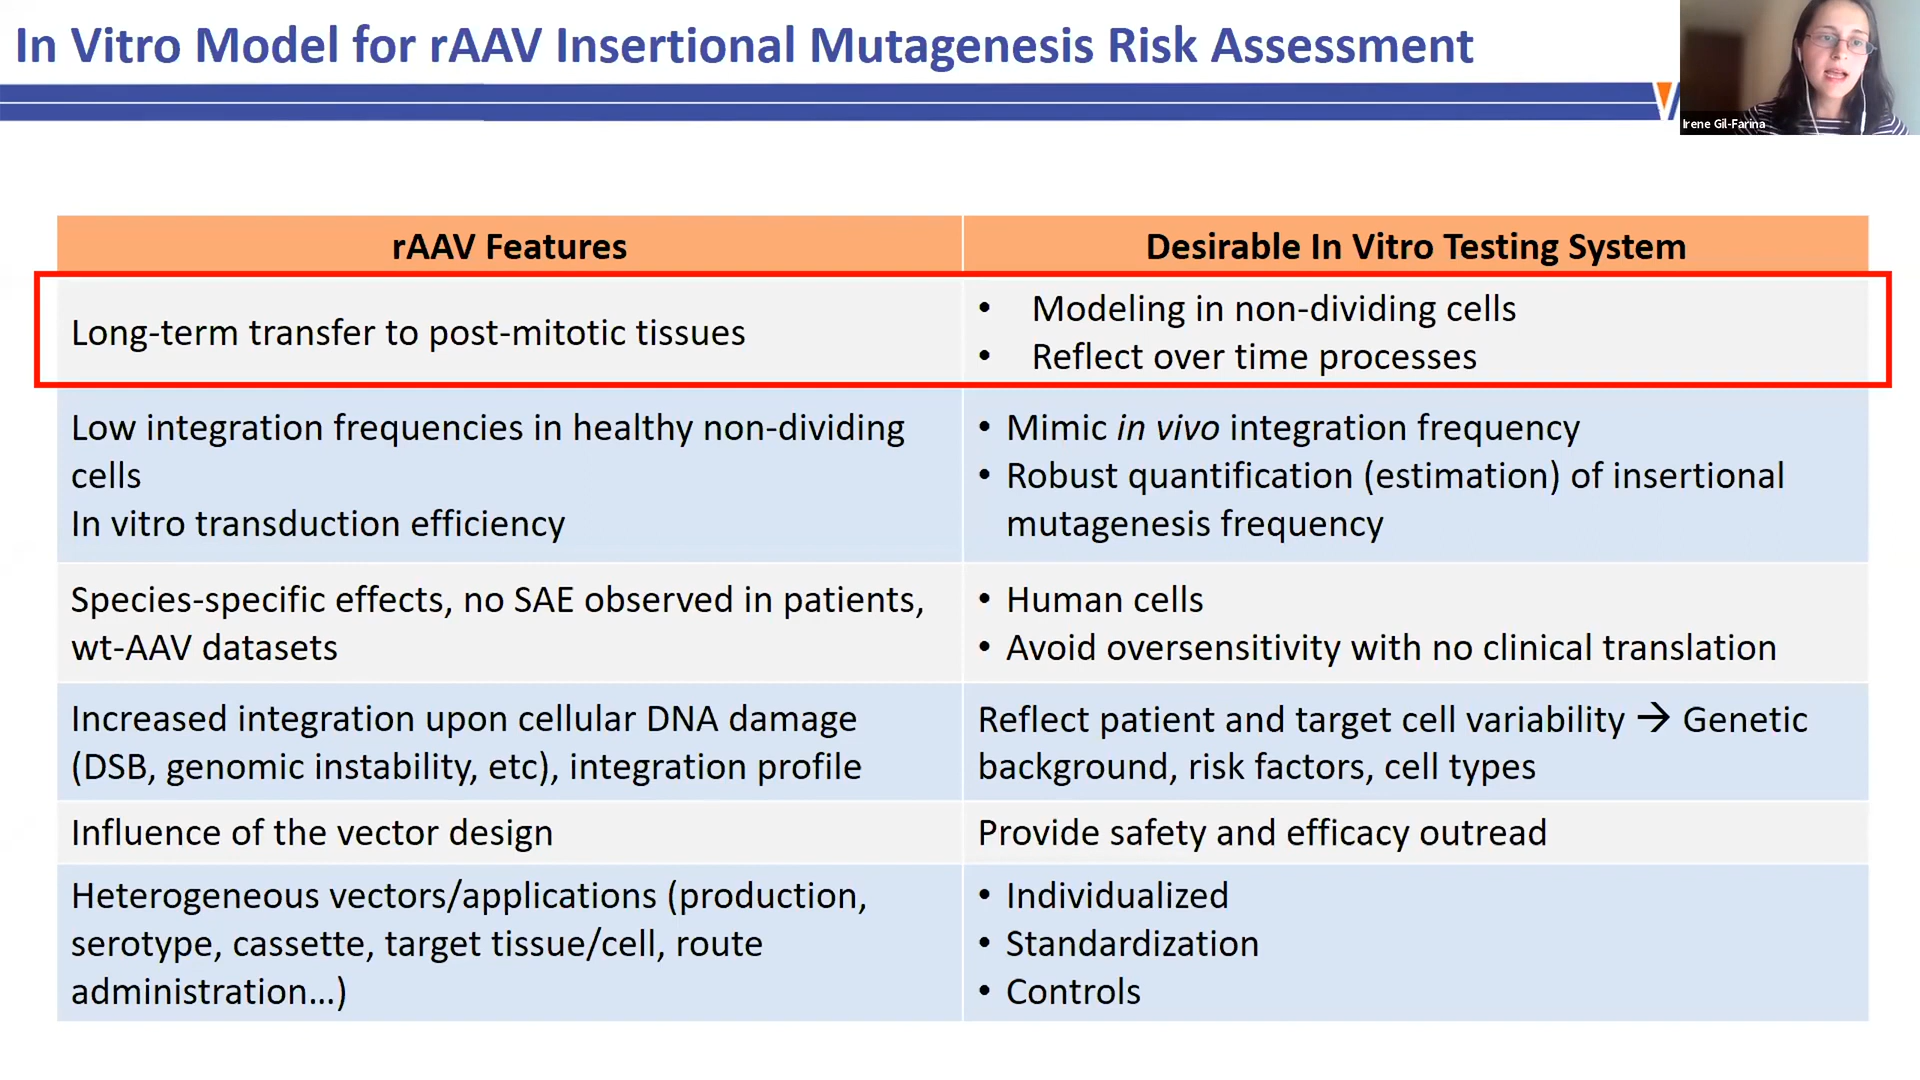 In Vitro Model for rAAV Insertional Mutagenesis Risk Assessment
Irene Gil-Farina
rAAV Features
Desirable In Vitro Testing System
Long-term transfer to post-mitotic tissues
• Modeling in non-dividing cells
• Reflect over time processes
Low integration frequencies in healthy non-dividing
cells
In vitro transduction efficiency
• Mimic in vivo integration frequency
• Robust quantification (estimation) of insertional
mutagenesis frequency
Species-specific effects, no SAE observed in patients,
wt-AAV datasets
• Human cells
• Avoid oversensitivity with no clinical translation
Increased integration upon cellular DNA damage
(DSB, genomic instability, etc), integration profile
Reflect patient and target cell variability → Genetic
background, risk factors, cell types
Influence of the vector design
Provide safety and efficacy outread
Heterogeneous vectors/applications (production,
serotype, cassette, target tissue/cell, route
administration...)
• Individualized
• Standardization
• Controls